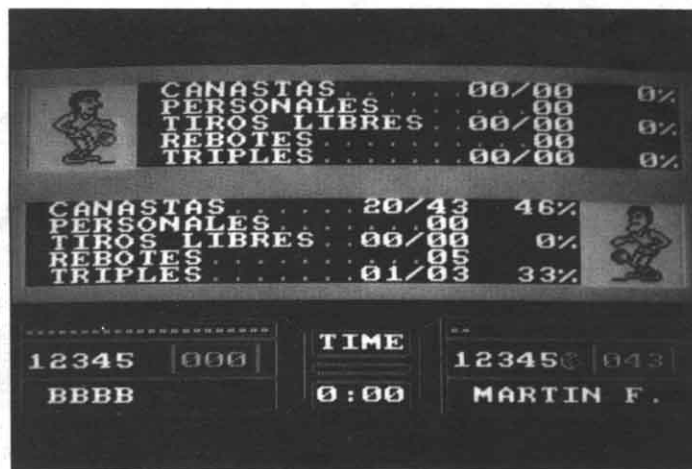 CANASTAS......00/00 0%
PERSONALES......00
TIROS LIBRES..00/00 0%
REBOTES.........00
TRIPLES.......00/00 0%
CANASTAS......20/43 46%
PERSONALES......00
TIROS LIBRES..00/00 0%
REBOTES.........05
TRIPLES.......01/03 33%
TIME
12345 000
12345 043
BBBB 0:00 MARTIN F.